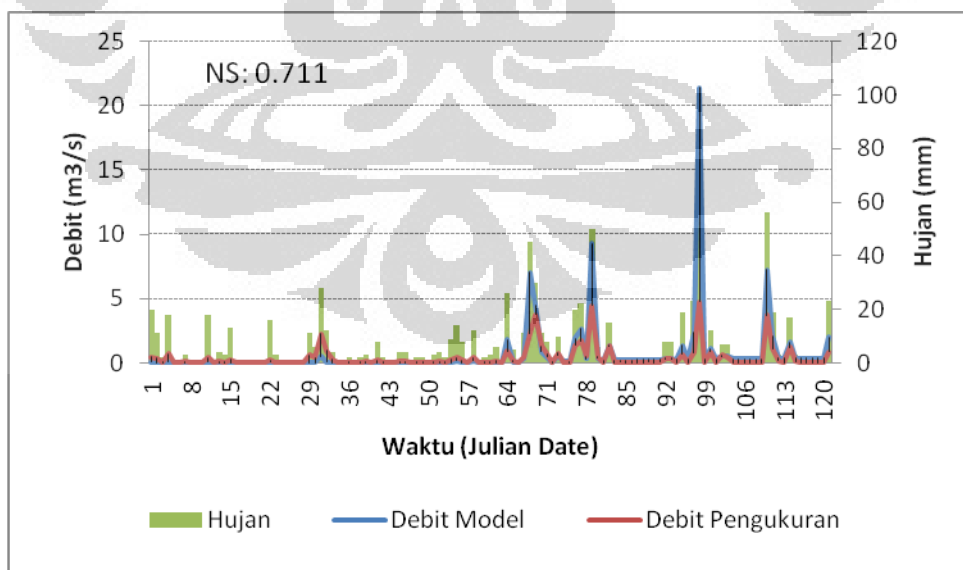 NS: 0.711
25
20
15
10
5
0
Debit (m3/s)
120
100
80
60
40
20
0
Hujan (mm)
1 8 15 22 29 36 43 50 57 64 71 78 85 92 99 106 113 120
Waktu (Julian Date)
Hujan Debit Model Debit Pengukuran